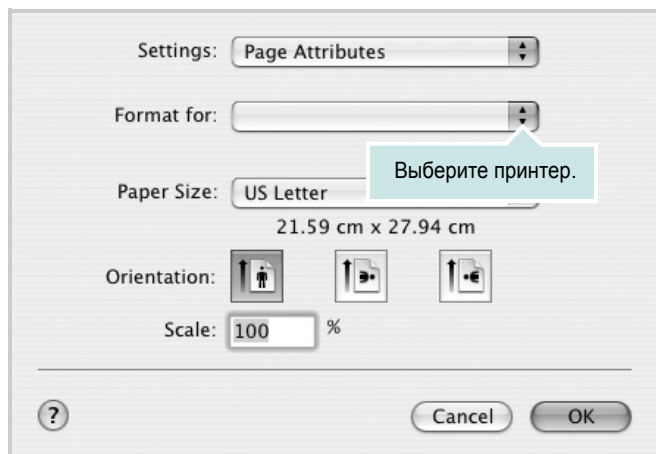 Settings: Page Attributes
Format for:
Выберите принтер.
Paper Size: US Letter
21.59 cm x 27.94 cm
Orientation:
Scale: 100 %
? Cancel OK